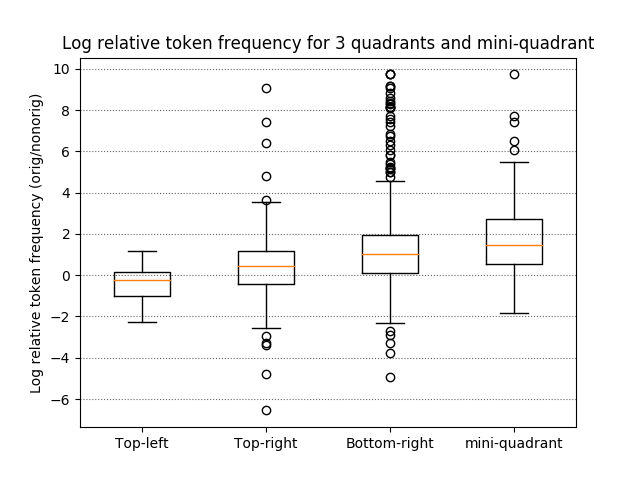 Log relative token frequency for 3 quadrants and mini-quadrant
Log relative token frequency (orig/nonorig)
10
8
6
4
2
0
−2
−4
−6
Top-left
Top-right
Bottom-right
mini-quadrant